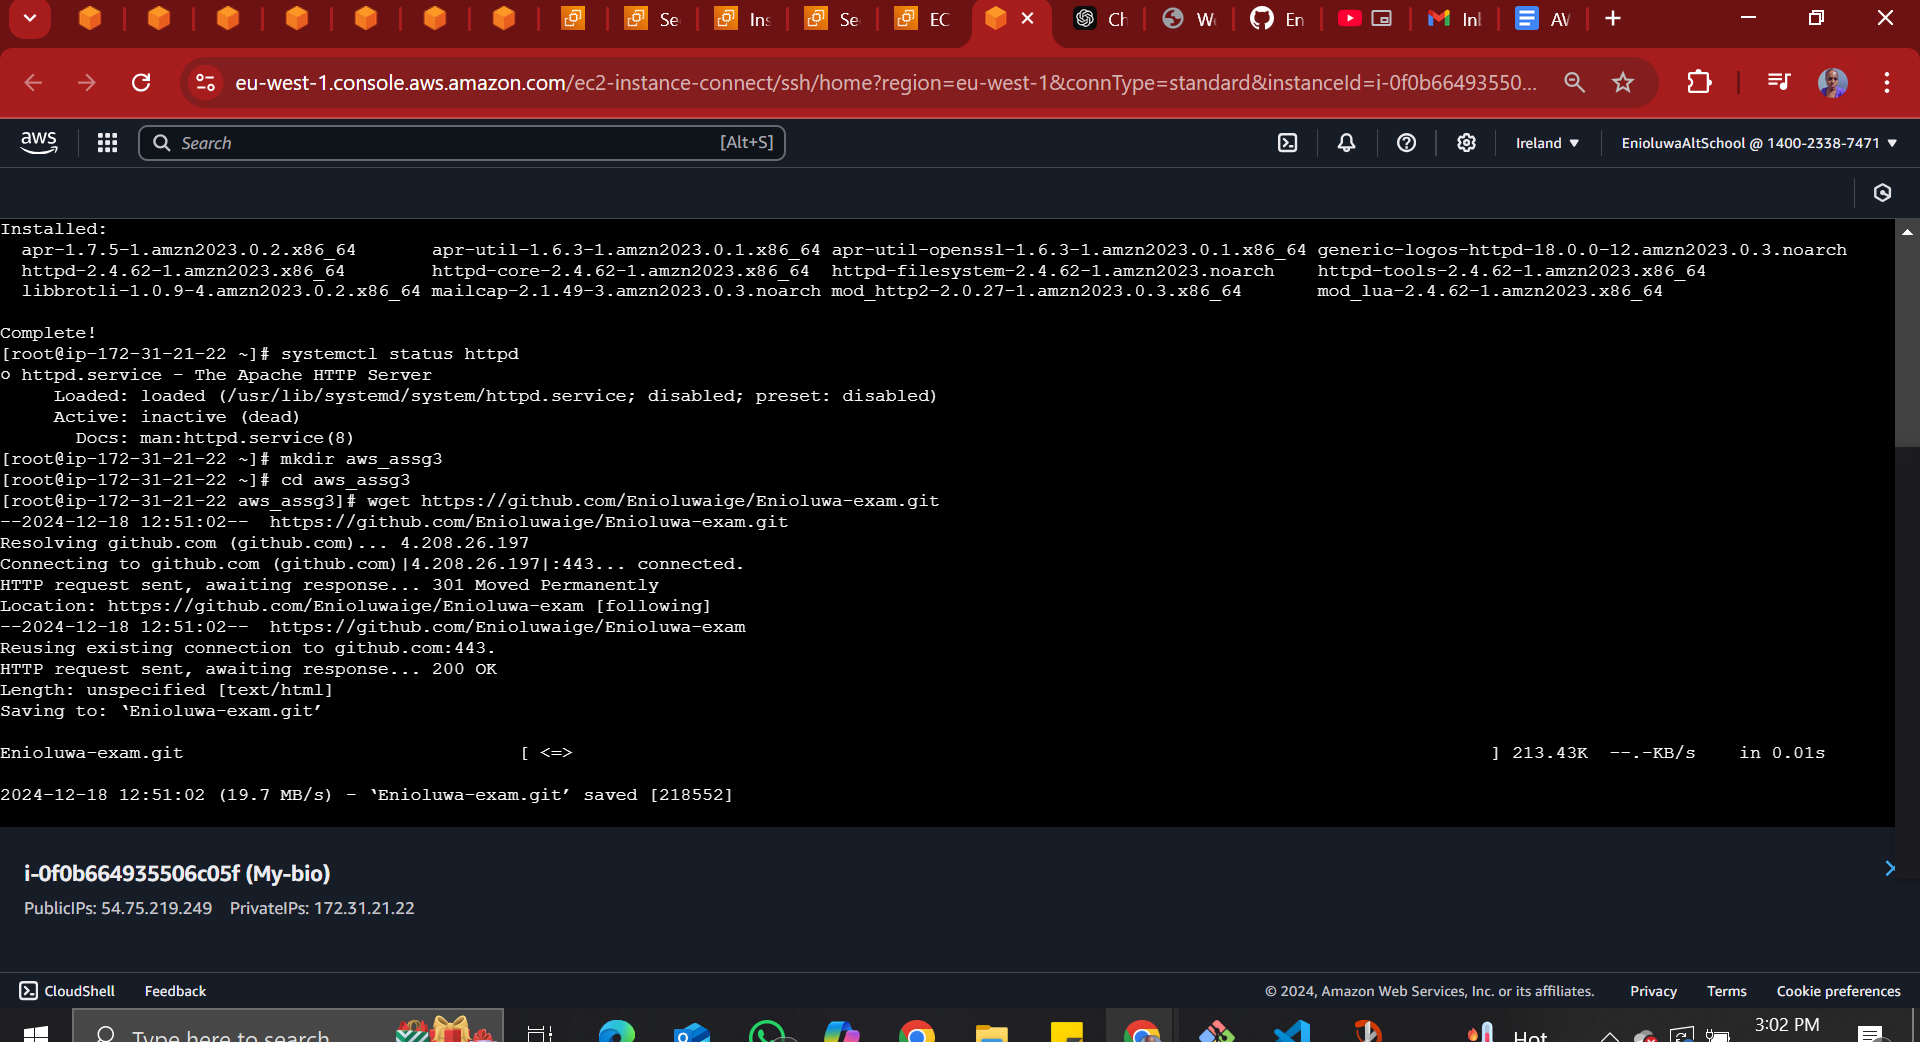 Se
Ins
Se
EC
Ch
We
En
Inl
AV
eu-west-1.console.aws.amazon.com/ec2-instance-connect/ssh/home?region=eu-west-1&connType=standard&instanceId=i-0f0b66493550...
aws
Search
[Alt+S]
Ireland
EnioluwaAltSchool @ 1400-2338-7471
Installed:
apr-1.7.5-1.amzn2023.0.2.x86_64 apr-util-1.6.3-1.amzn2023.0.1.x86_64 apr-util-openssl-1.6.3-1.amzn2023.0.1.x86_64 generic-logos-httpd-18.0.0-12.amzn2023.0.3.noarch
httpd-2.4.62-1.amzn2023.x86_64 httpd-core-2.4.62-1.amzn2023.x86_64 httpd-filesystem-2.4.62-1.amzn2023.noarch httpd-tools-2.4.62-1.amzn2023.x86_64
libbrotli-1.0.9-4.amzn2023.0.2.x86_64 mailcap-2.1.49-3.amzn2023.0.3.noarch mod_http2-2.0.27-1.amzn2023.0.3.x86_64 mod_lua-2.4.62-1.amzn2023.x86_64
Complete!
[root@ip-172-31-21-22 ~]# systemctl status httpd
○ httpd.service - The Apache HTTP Server
Loaded: loaded (/usr/lib/systemd/system/httpd.service; disabled; preset: disabled)
Active: inactive (dead)
Docs: man:httpd.service(8)
[root@ip-172-31-21-22 ~]# mkdir aws_assg3
[root@ip-172-31-21-22 ~]# cd aws_assg3
[root@ip-172-31-21-22 aws_assg3]# wget https://github.com/Enioluwaige/Enioluwa-exam.git
--2024-12-18 12:51:02-- https://github.com/Enioluwaige/Enioluwa-exam.git
Resolving github.com (github.com)... 4.208.26.197
Connecting to github.com (github.com)|4.208.26.197|:443... connected.
HTTP request sent, awaiting response... 301 Moved Permanently
Location: https://github.com/Enioluwaige/Enioluwa-exam [following]
--2024-12-18 12:51:02-- https://github.com/Enioluwaige/Enioluwa-exam
Reusing existing connection to github.com:443.
HTTP request sent, awaiting response... 200 OK
Length: unspecified [text/html]
Saving to: ‘Enioluwa-exam.git’
Enioluwa-exam.git [ <=> ] 213.43K --.-KB/s in 0.01s
2024-12-18 12:51:02 (19.7 MB/s) - ‘Enioluwa-exam.git’ saved [218552]
i-0f0b664935506c05f (My-bio)
PublicIPs: 54.75.219.249 PrivateIPs: 172.31.21.22
CloudShell Feedback © 2024, Amazon Web Services, Inc. or its affiliates. Privacy Terms Cookie preferences
Type here to search
Hot
3:02 PM